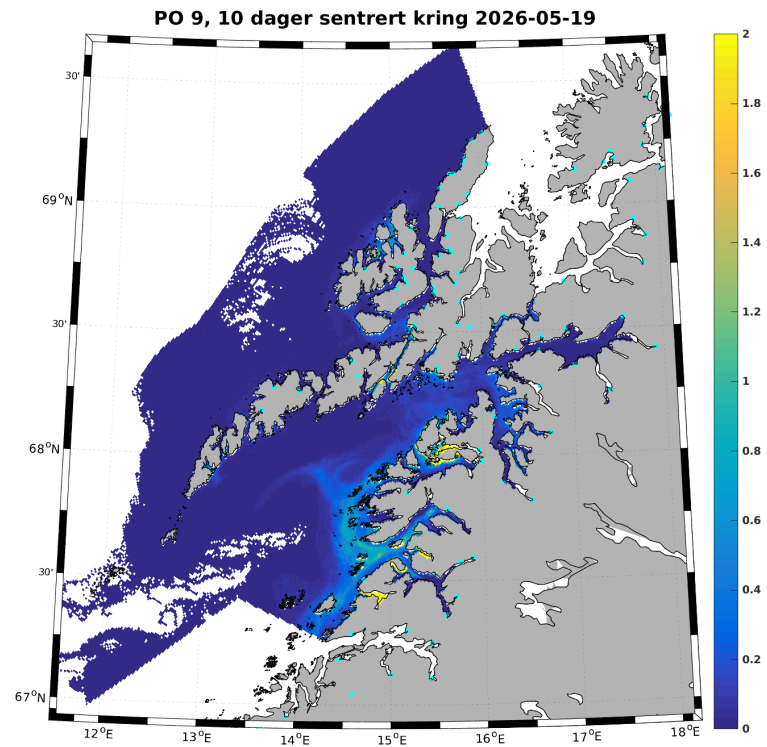 PO 9, 10 dager sentrert kring 2026-05-19
30'
69°N
30'
68°N
30'
67°N
12°E
13°E
14°E
15°E
16°E
17°E
18°E
2
1.8
1.6
1.4
1.2
1
0.8
0.6
0.4
0.2
0